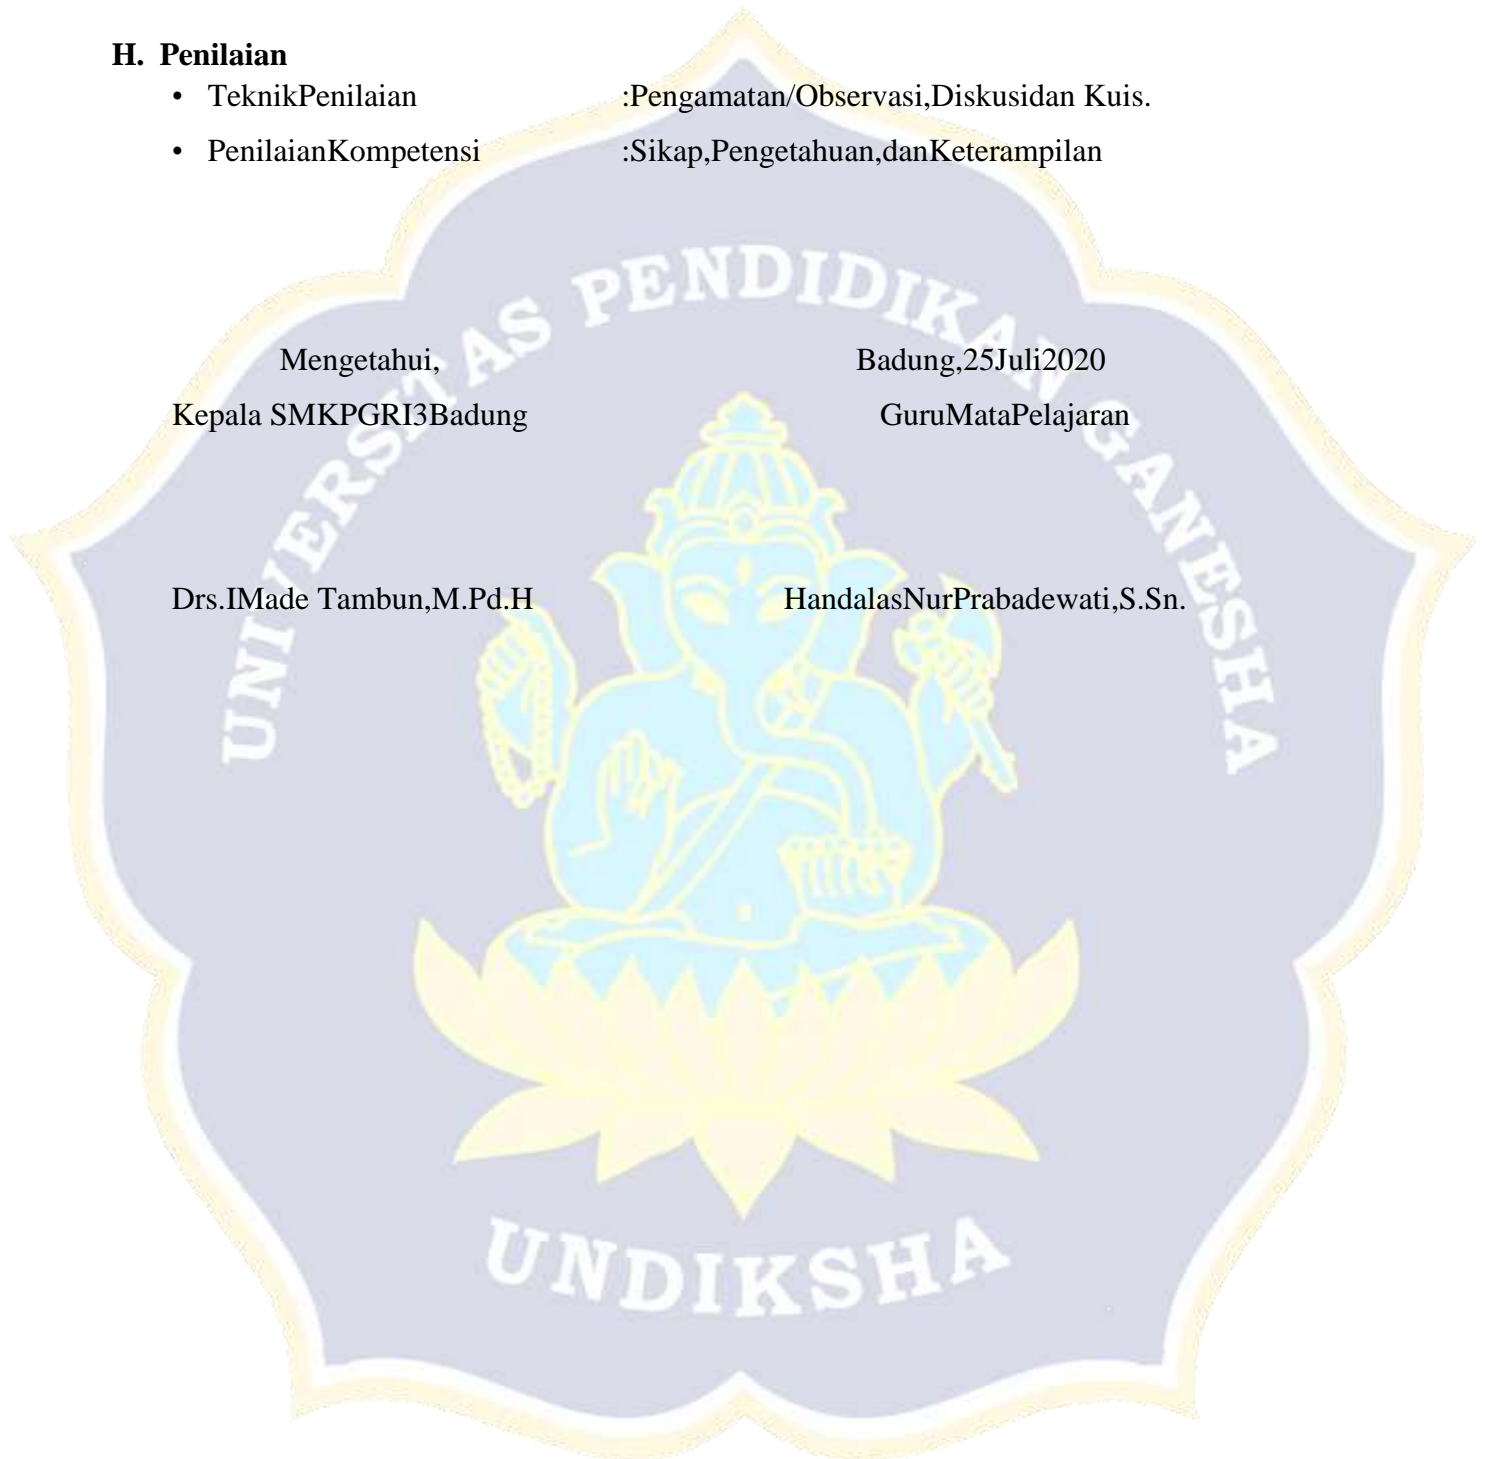 H. Penilaian
• TeknikPenilaian :Pengamatan/Observasi,Diskusidan Kuis.
• PenilaianKompetensi :Sikap,Pengetahuan,danKeterampilan
UNIVERSITAS PENDIDIKAN GANESHA
Mengetahui, Badung,25Juli2020
Kepala SMKPGRI3Badung GuruMataPelajaran
Drs.IMade Tambun,M.Pd.H HandalasNurPrabadewati,S.Sn.
UNDIKSHA